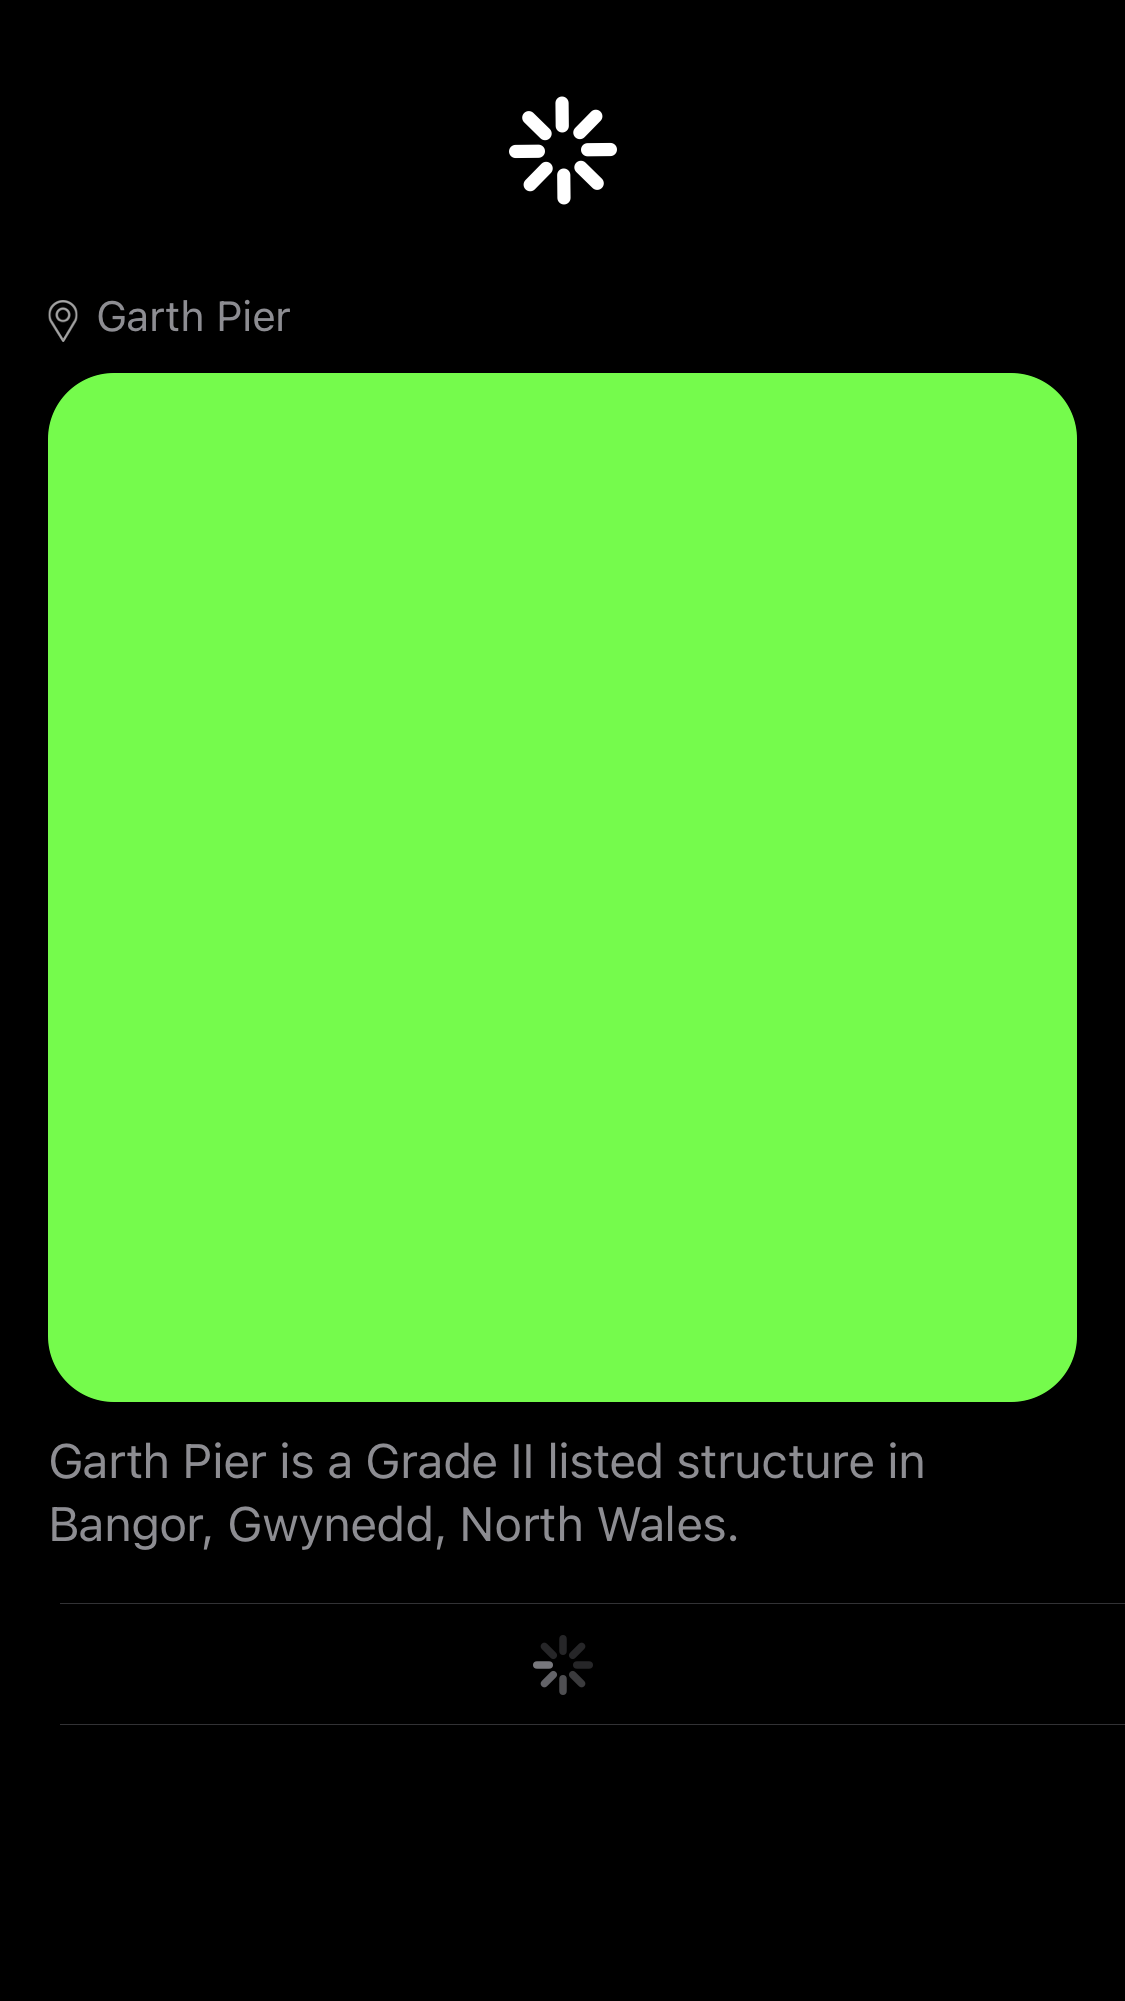 Garth Pier
Garth Pier is a Grade II listed structure in
Bangor, Gwynedd, North Wales.